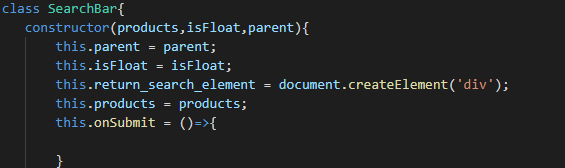 class SearchBar{
constructor(products,isFloat,parent){
this.parent = parent;
this.isFloat = isFloat;
this.return_search_element = document.createElement('div');
this.products = products;
this.onSubmit = ()=>{
}